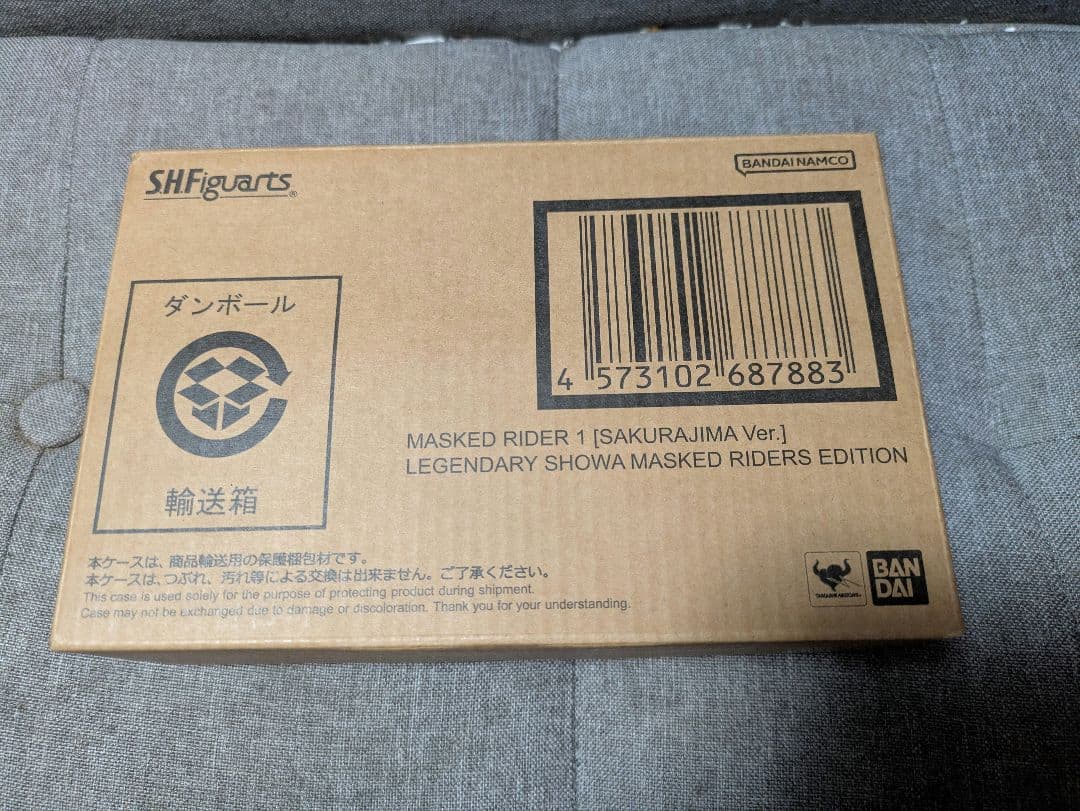 S.H.Figuarts®
BANDAI NAMCO
ダンボール
輸送箱
4 573102 687883
MASKED RIDER 1 [SAKURAJIMA Ver.]
LEGENDARY SHOWA MASKED RIDERS EDITION
本ケースは、商品輸送用の保護梱包材です。
本ケースは、つぶれ、汚れ等による交換は出来ません。ご了承ください。
This case is used solely for the purpose of protecting product during shipment.
Case may not be exchanged due to damage or discoloration. Thank you for your understanding.
TAMASHII NATIONS
BAN
DAI